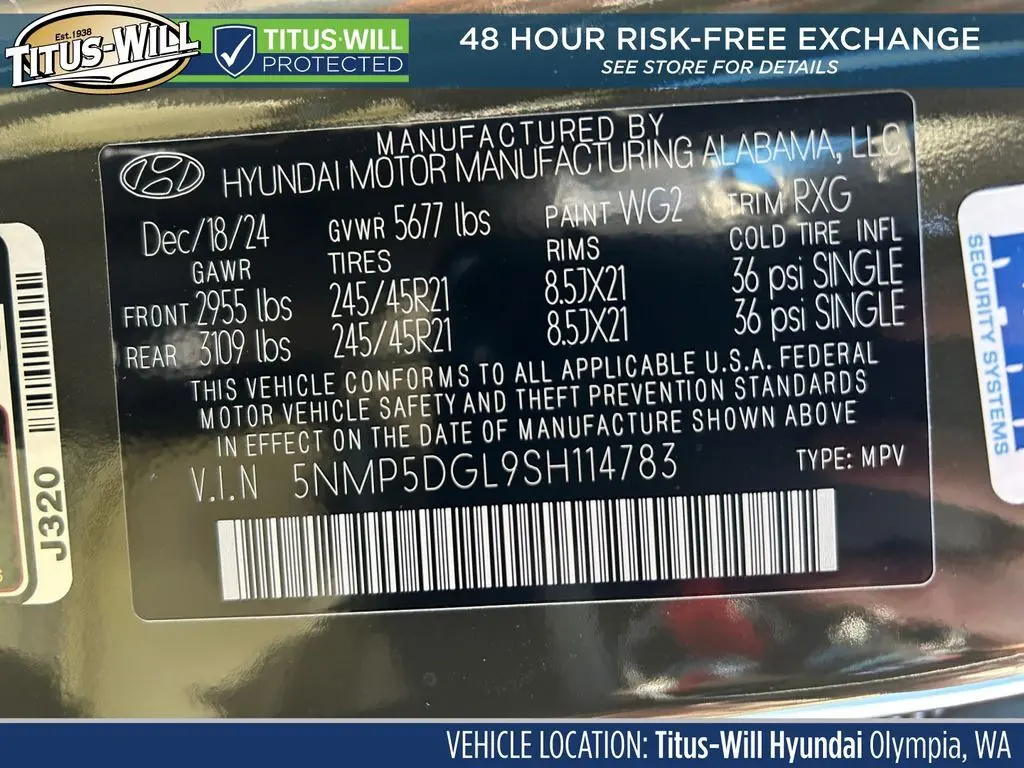 Est.1938
TITUS-WILL
TITUS-WILL
PROTECTED
48 HOUR RISK-FREE EXCHANGE
SEE STORE FOR DETAILS
MANUFACTURED BY
HYUNDAI MOTOR MANUFACTURING ALABAMA, LLC
Dec/18/24 GVWR 5677 lbs PAINT WG2 TRIM RXG
GAWR TIRES RIMS COLD TIRE INFL
FRONT 2955 lbs 245/45R21 8.5JX21 36 psi SINGLE
REAR 3109 lbs 245/45R21 8.5JX21 36 psi SINGLE
THIS VEHICLE CONFORMS TO ALL APPLICABLE U.S.A. FEDERAL
MOTOR VEHICLE SAFETY AND THEFT PREVENTION STANDARDS
IN EFFECT ON THE DATE OF MANUFACTURE SHOWN ABOVE
V.I.N 5NMP5DGL9SH114783 TYPE: MPV
J320
SECURITY SYSTEMS
VEHICLE LOCATION: Titus-Will Hyundai Olympia, WA